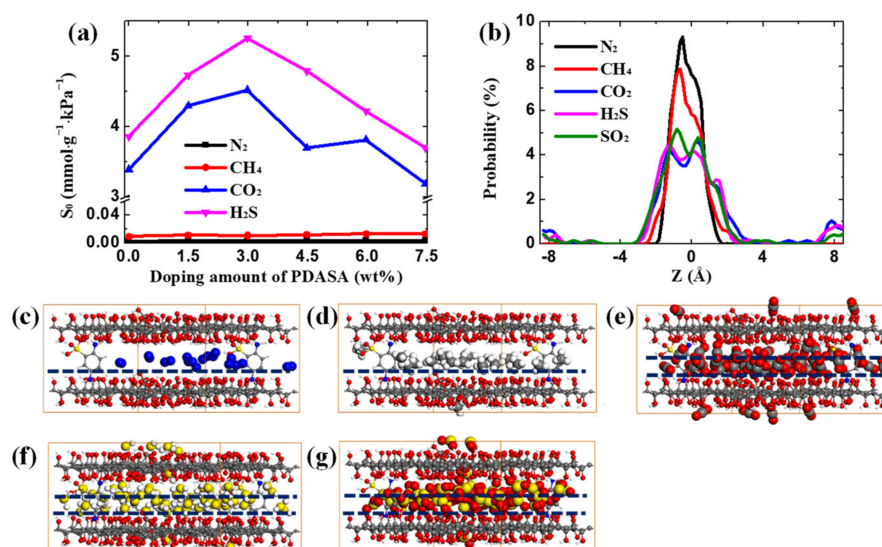 (a)
S₀ (mmol·g⁻¹·kPa⁻¹)
5
4
3
0.04
0.00
N₂
CH₄
CO₂
H₂S
0.0 1.5 3.0 4.5 6.0 7.5
Doping amount of PDASA (wt%)
(b)
Probability (%)
10
8
6
4
2
0
N₂
CH₄
CO₂
H₂S
SO₂
-8 -4 0 4 8
Z (Å)
(c)
(d)
(e)
(f)
(g)